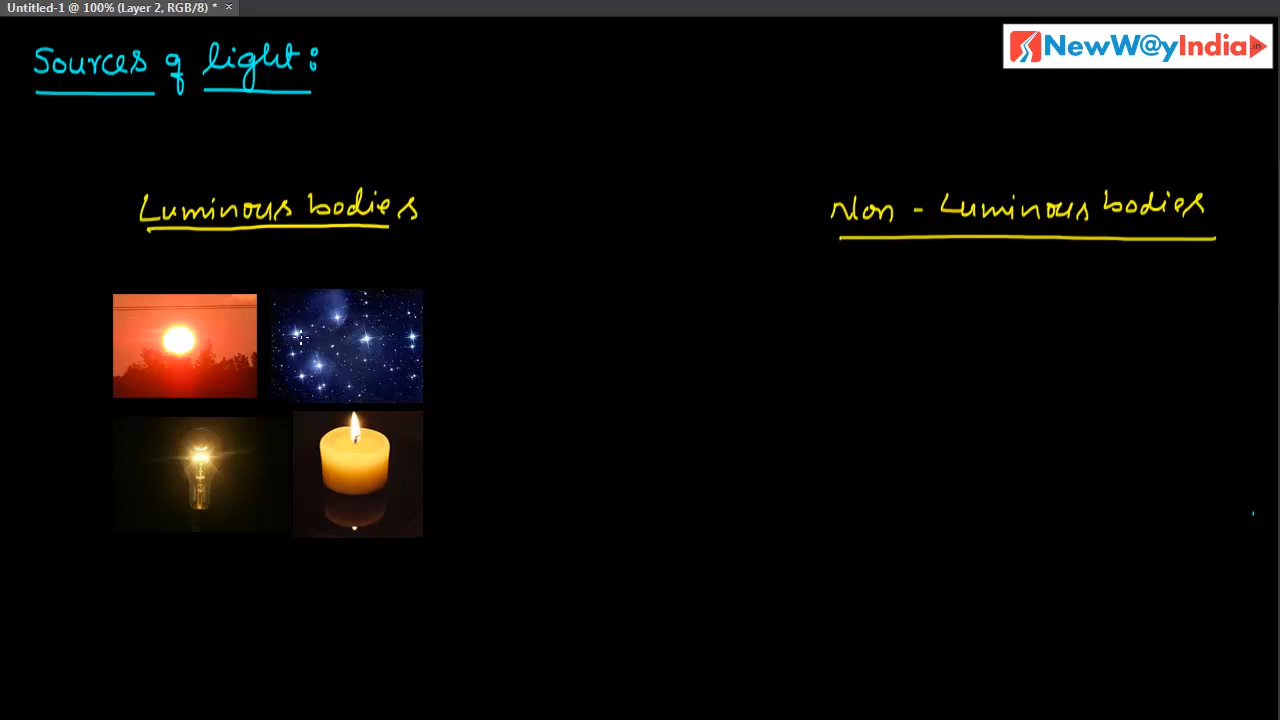 Untitled-1 @ 100% (Layer 2, RGB/8) * ×
Sources of light:
NewW@yIndia.in
Luminous bodies
Non - Luminous bodies